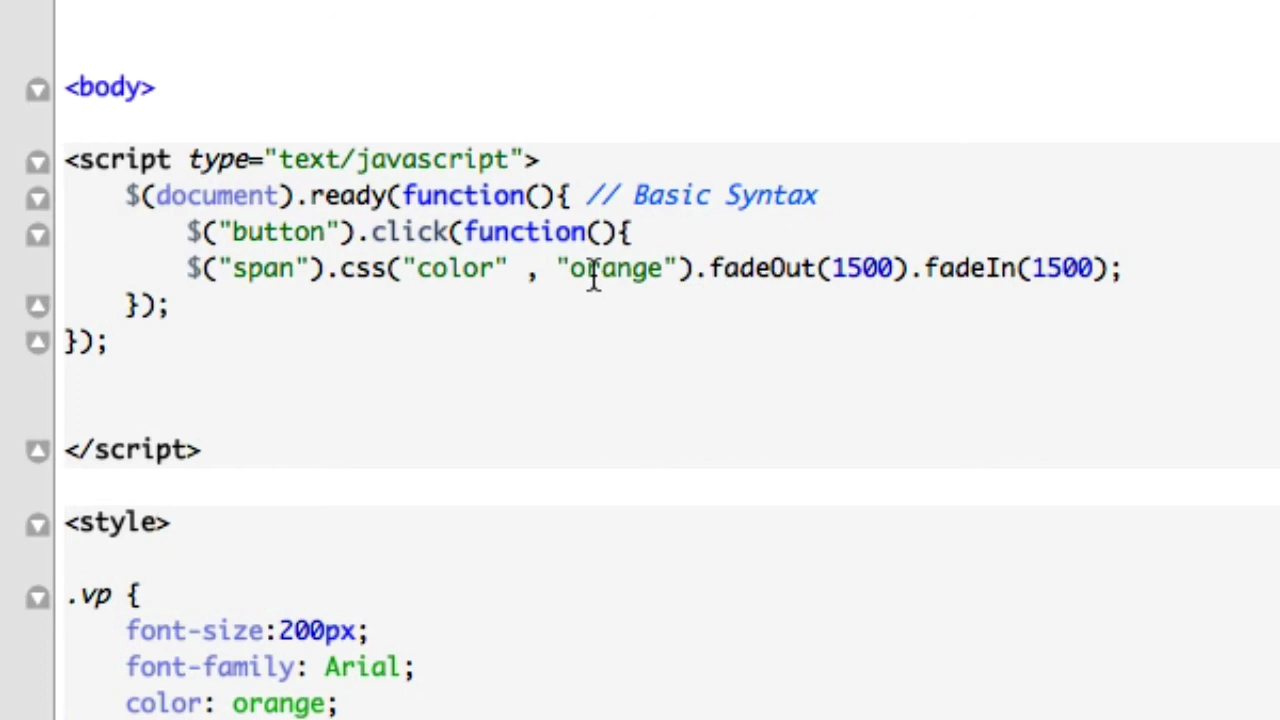 <body>
<script type="text/javascript">
$(document).ready(function(){ // Basic Syntax
$("button").click(function(){
$("span").css("color" , "orange").fadeOut(1500).fadeIn(1500);
});
});
</script>
<style>
.vp {
font-size:200px;
font-family: Arial;
color: orange;